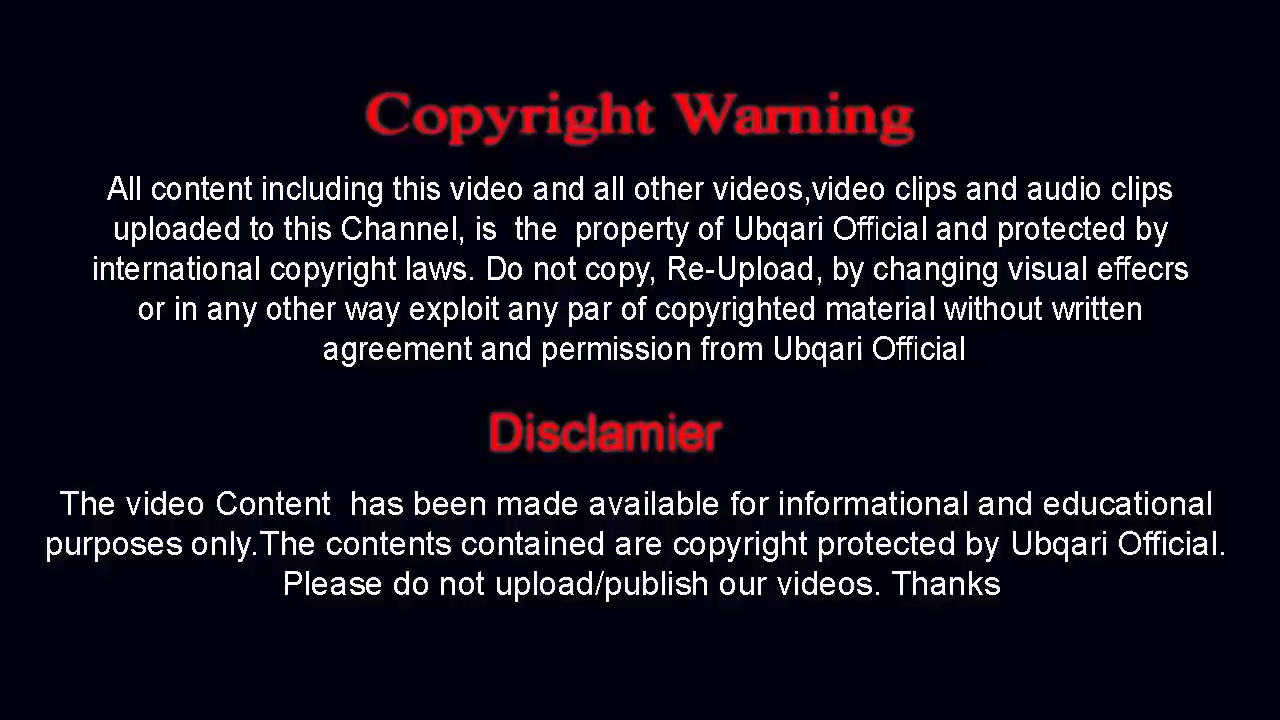 Copyright Warning
All content including this video and all other videos,video clips and audio clips
uploaded to this Channel, is  the  property of Ubqari Official and protected by
international copyright laws. Do not copy, Re-Upload, by changing visual effecrs
or in any other way exploit any par of copyrighted material without written
agreement and permission from Ubqari Official
Disclamier
The video Content  has been made available for informational and educational
purposes only.The contents contained are copyright protected by Ubqari Official.
Please do not upload/publish our videos. Thanks